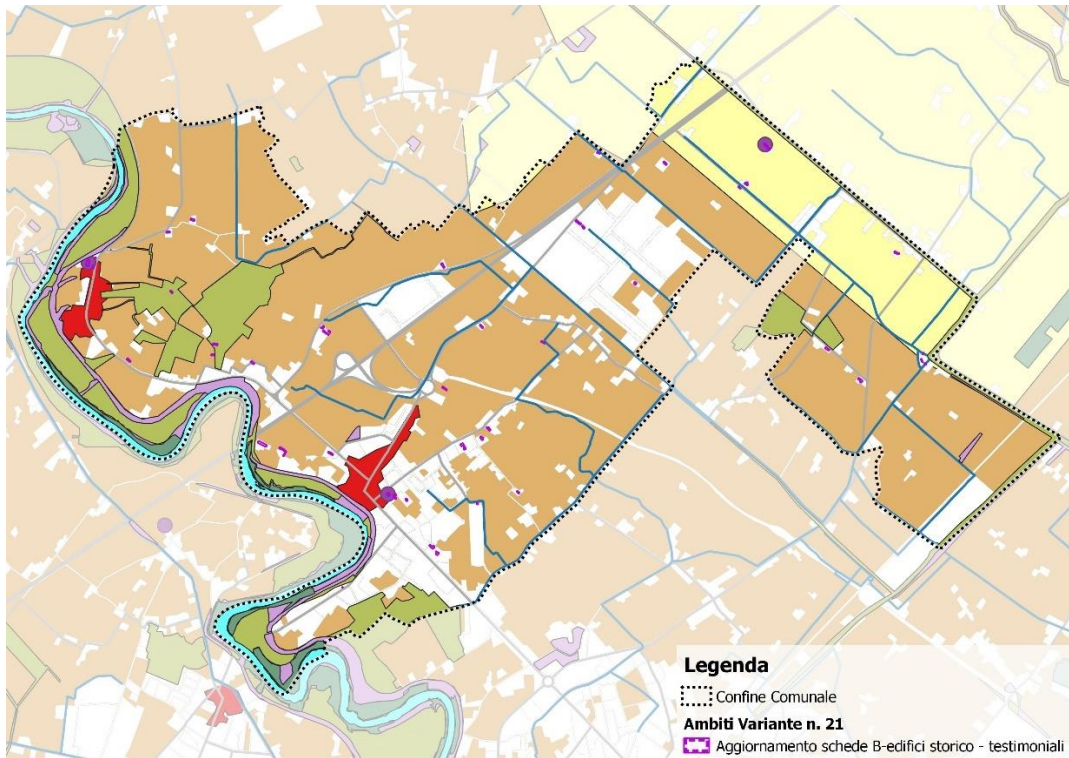 Legenda
Confine Comunale
Ambiti Variante n. 21
Aggiornamento schede B-edifici storico - testimoniali